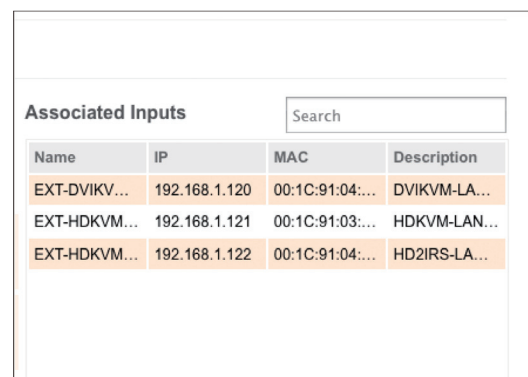 Associated Inputs Search
Name IP MAC Description
EXT-DVIKV... 192.168.1.120 00:1C:91:04:... DVIKVM-LA...
EXT-HDKVM... 192.168.1.121 00:1C:91:03:... HDKVM-LAN...
EXT-HDKVM... 192.168.1.122 00:1C:91:04:... HD2IRS-LA...